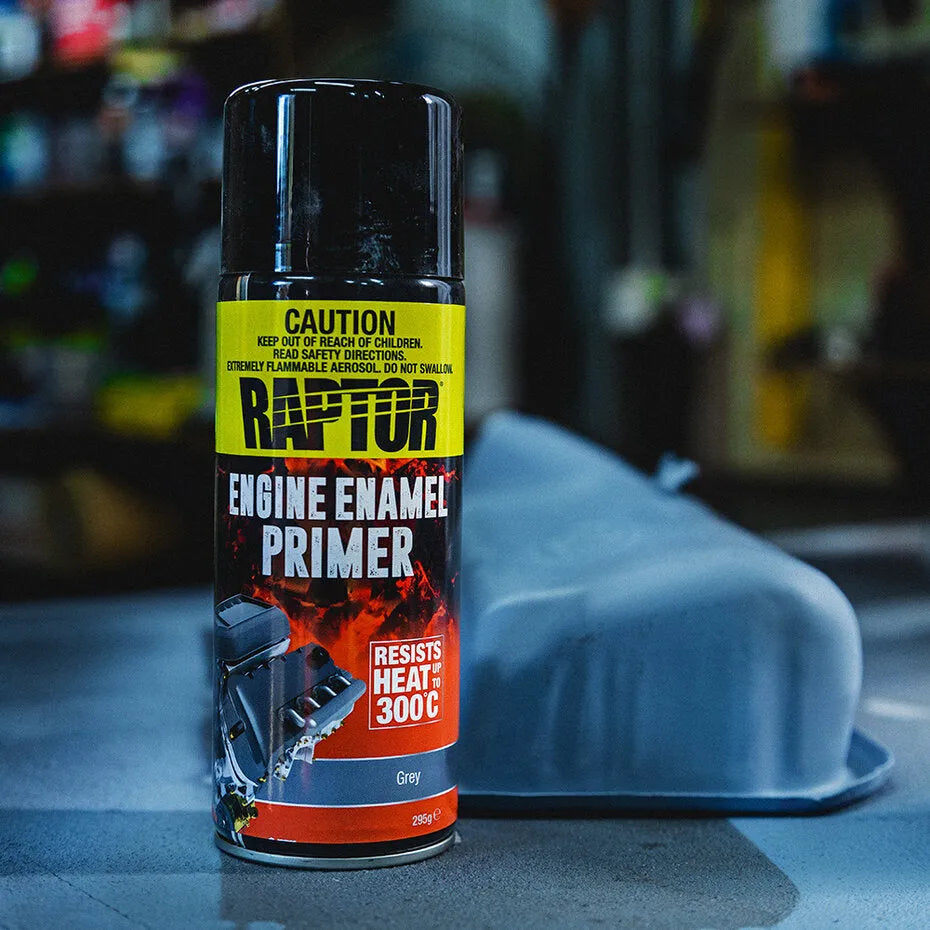 CAUTION
KEEP OUT OF REACH OF CHILDREN.
READ SAFETY DIRECTIONS.
EXTREMELY FLAMMABLE AEROSOL. DO NOT SWALLOW.
RAPTOR®
ENGINE ENAMEL
PRIMER
RESISTS
HEAT UP TO
300°C
Grey
295g ℮